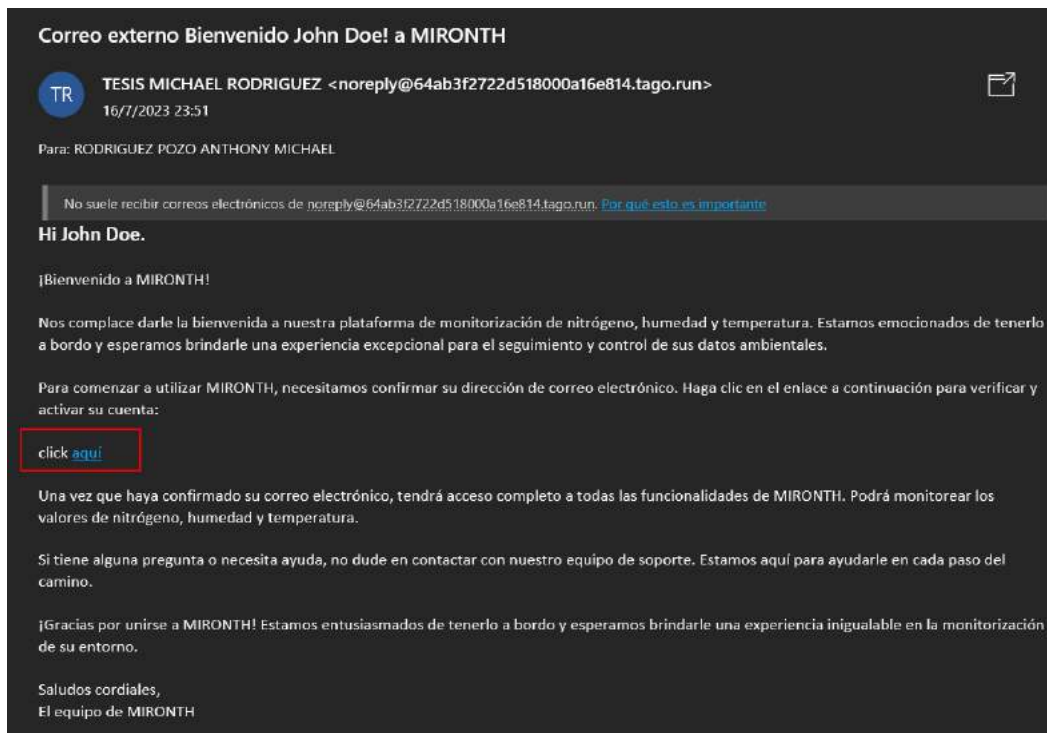 Correo externo Bienvenido John Doe! a MIRONTH
TR
TESIS MICHAEL RODRIGUEZ <noreply@64ab3f2722d518000a16e814.tago.run>
16/7/2023 23:51
Para: RODRIGUEZ POZO ANTHONY MICHAEL
No suele recibir correos electrónicos de noreply@64ab3f2722d518000a16e814.tago.run. Por qué esto es importante
Hi John Doe.
¡Bienvenido a MIRONTH!
Nos complace darle la bienvenida a nuestra plataforma de monitorización de nitrógeno, humedad y temperatura. Estamos emocionados de tenerlo
a bordo y esperamos brindarle una experiencia excepcional para el seguimiento y control de sus datos ambientales.
Para comenzar a utilizar MIRONTH, necesitamos confirmar su dirección de correo electrónico. Haga clic en el enlace a continuación para verificar y
activar su cuenta:
click aquí
Una vez que haya confirmado su correo electrónico, tendrá acceso completo a todas las funcionalidades de MIRONTH. Podrá monitorear los
valores de nitrógeno, humedad y temperatura.
Si tiene alguna pregunta o necesita ayuda, no dude en contactar con nuestro equipo de soporte. Estamos aquí para ayudarle en cada paso del
camino.
¡Gracias por unirse a MIRONTH! Estamos entusiasmados de tenerlo a bordo y esperamos brindarle una experiencia inigualable en la monitorización
de su entorno.
Saludos cordiales,
El equipo de MIRONTH